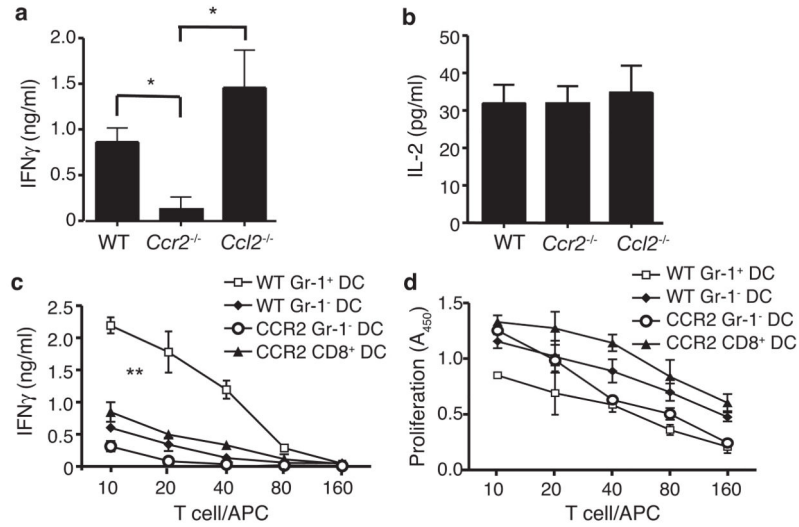 a
* *
IFNγ (ng/ml)
2.0
1.5
1.0
0.5
0
WT Ccr2-/- Ccl2-/-
b
IL-2 (pg/ml)
50
40
30
20
10
0
WT Ccr2-/- Ccl2-/-
c
WT Gr-1+ DC
WT Gr-1- DC
CCR2 Gr-1- DC
CCR2 CD8+ DC
**
IFNγ (ng/ml)
2.5
2.0
1.5
1.0
0.5
0
10 20 40 80 160
T cell/APC
d
WT Gr-1+ DC
WT Gr-1- DC
CCR2 Gr-1- DC
CCR2 CD8+ DC
Proliferation (A450)
1.5
1.0
0.5
0.0
10 20 40 80 160
T cell/APC